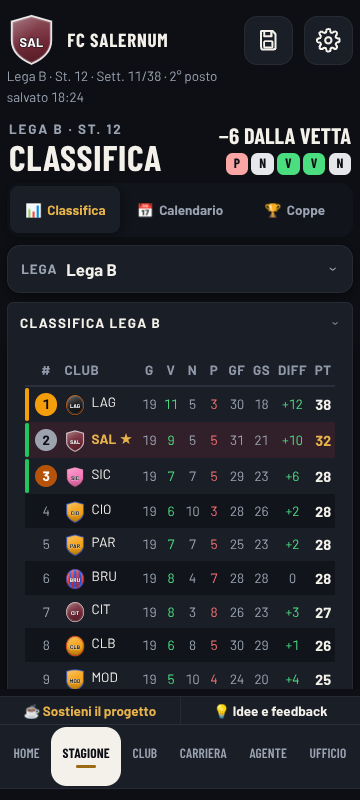 SAL FC SALERNUM
Lega B · St. 12 · Sett. 11/38 · 2° posto
salvato 18:24
LEGA B · ST. 12
CLASSIFICA
−6 DALLA VETTA
P N V V N
Classifica Calendario Coppe
LEGA Lega B
CLASSIFICA LEGA B
# CLUB G V N P GF GS DIFF PT
1 LAG LAG 19 11 5 3 30 18 +12 38
2 SAL SAL ★ 19 9 5 5 31 21 +10 32
3 SIC SIC 19 7 7 5 29 23 +6 28
4 CIO CIO 19 6 10 3 28 26 +2 28
5 PAR PAR 19 7 7 5 25 23 +2 28
6 BRU BRU 19 8 4 7 28 28 0 28
7 CIT CIT 19 8 3 8 26 23 +3 27
8 CLB CLB 19 6 8 5 30 29 +1 26
9 MOD MOD 19 5 10 4 24 20 +4 25
Sostieni il progetto Idee e feedback
HOME STAGIONE CLUB CARRIERA AGENTE UFFICIO